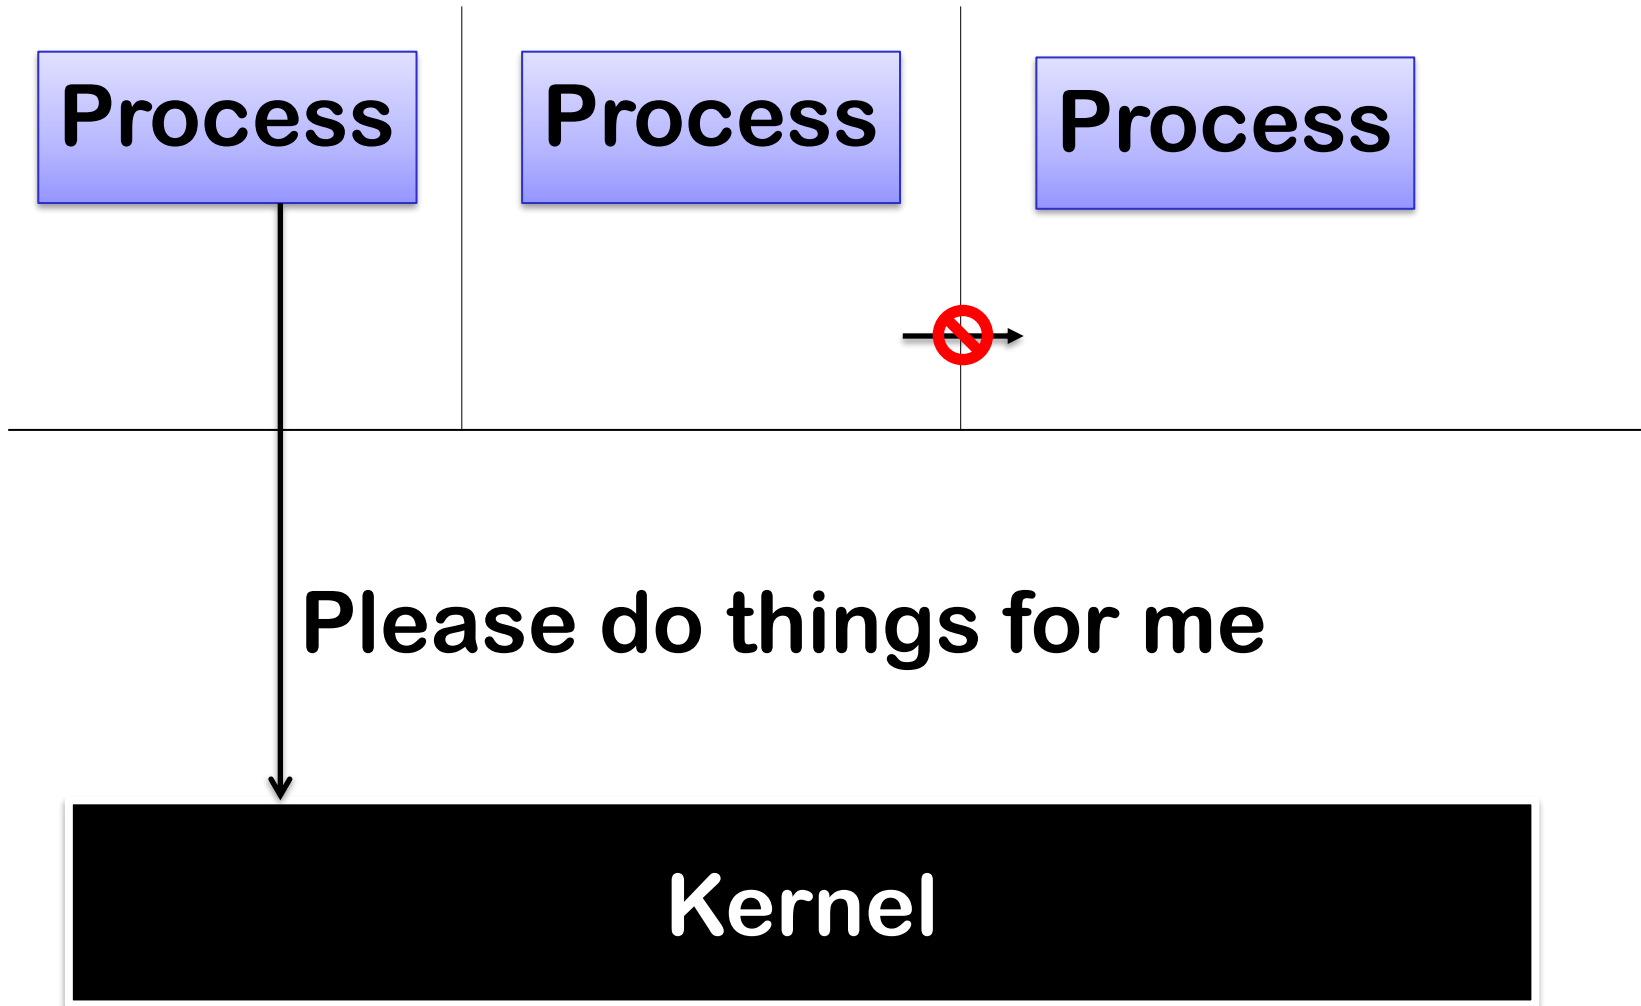 Process
Process
Process
Please do things for me
Kernel